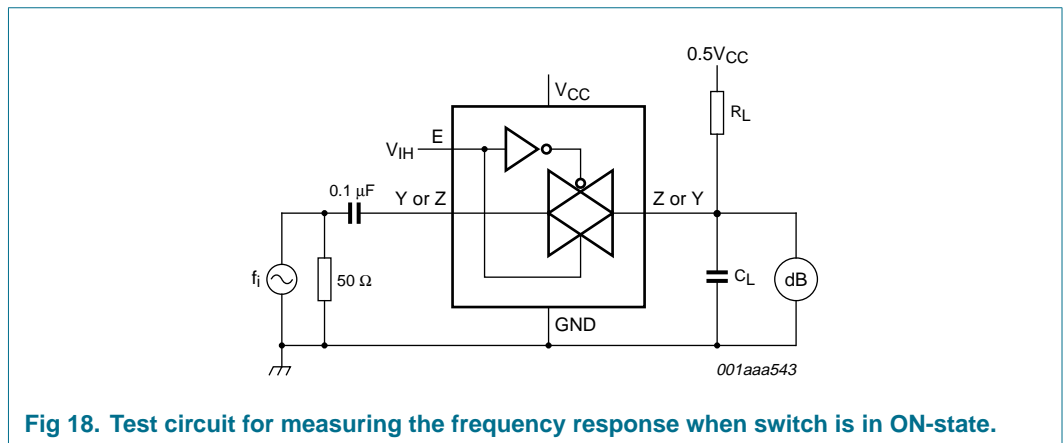 0.5VCC
VCC
RL
E
VIH
0.1 μF
Y or Z
Z or Y
fi
50 Ω
CL
dB
GND
001aaa543
Fig 18. Test circuit for measuring the frequency response when switch is in ON-state.